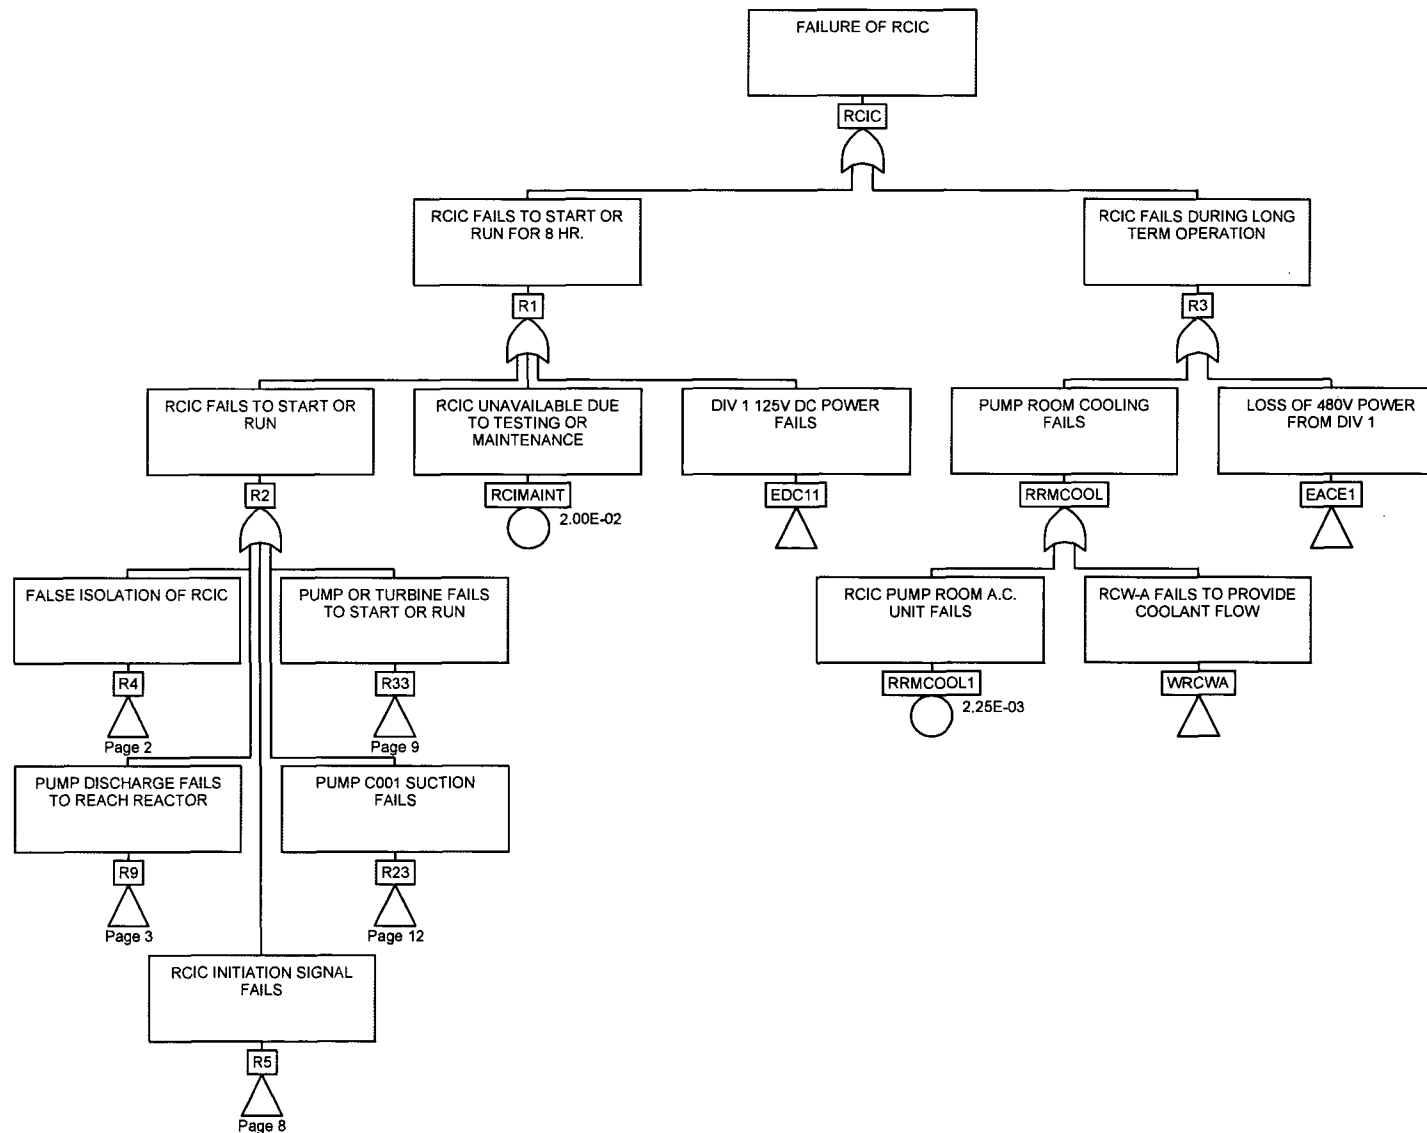 FAILURE OF RCIC
RCIC
RCIC FAILS TO START OR
RUN FOR 8 HR.
R1
RCIC FAILS DURING LONG
TERM OPERATION
R3
RCIC FAILS TO START OR
RUN
R2
RCIC UNAVAILABLE DUE
TO TESTING OR
MAINTENANCE
RCIMAINT
2.00E-02
DIV 1 125V DC POWER
FAILS
EDC11
PUMP ROOM COOLING
FAILS
RRMCOOL
LOSS OF 480V POWER
FROM DIV 1
EACE1
FALSE ISOLATION OF RCIC
R4
Page 2
PUMP OR TURBINE FAILS
TO START OR RUN
R33
Page 9
RCIC PUMP ROOM A.C.
UNIT FAILS
RRMCOOL1
2.25E-03
RCW-A FAILS TO PROVIDE
COOLANT FLOW
WRCWA
PUMP DISCHARGE FAILS
TO REACH REACTOR
R9
Page 3
PUMP C001 SUCTION
FAILS
R23
Page 12
RCIC INITIATION SIGNAL
FAILS
R5
Page 8